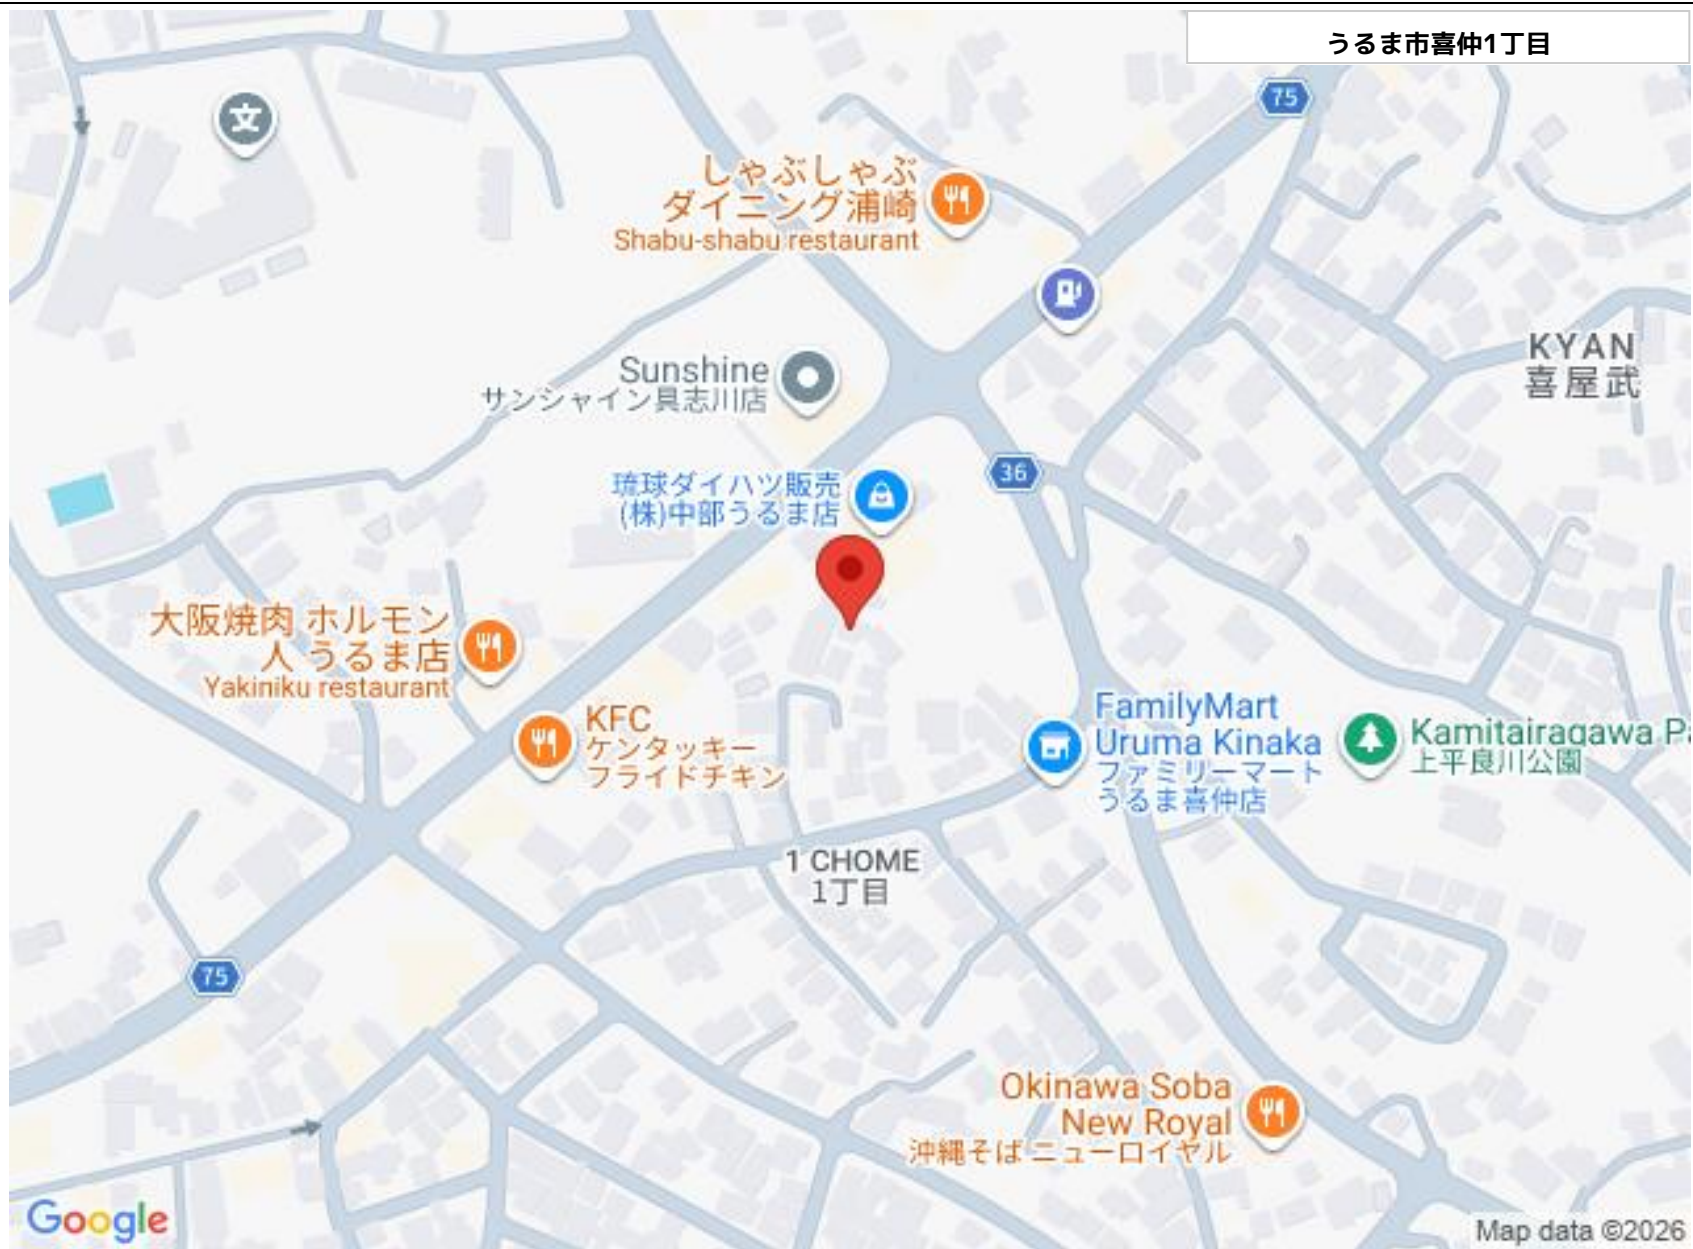 うるま市喜仲1丁目
75
文
しゃぶしゃぶ
ダイニング浦崎
Shabu-shabu restaurant
KYAN
喜屋武
Sunshine
サンシャイン具志川店
36
琉球ダイハツ販売
(株)中部うるま店
大阪焼肉 ホルモン
人 うるま店
Yakiniku restaurant
KFC
ケンタッキー
フライドチキン
FamilyMart
Uruma Kinaka
ファミリーマート
うるま喜仲店
Kamitairagawa Pa
上平良川公園
1 CHOME
1丁目
75
Okinawa Soba
New Royal
沖縄そば ニューロイヤル
Google
Map data ©2026